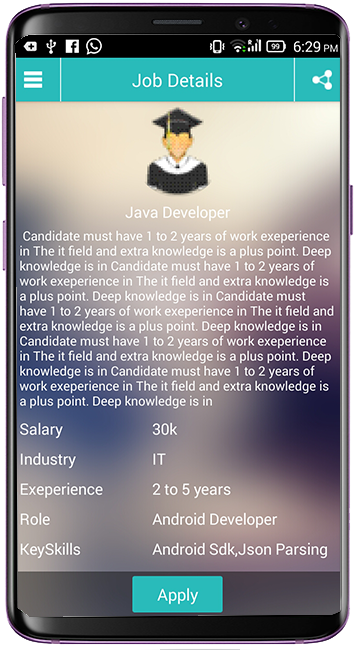 99 6:29 PM
Job Details
Java Developer
Candidate must have 1 to 2 years of work exeperience
in The it field and extra knowledge is a plus point. Deep
knowledge is in Candidate must have 1 to 2 years of
work exeperience in The it field and extra knowledge is
a plus point. Deep knowledge is in Candidate must
have 1 to 2 years of work exeperience in The it field and
extra knowledge is a plus point. Deep knowledge is in
Candidate must have 1 to 2 years of work exeperience
in The it field and extra knowledge is a plus point. Deep
knowledge is in Candidate must have 1 to 2 years of
work exeperience in The it field and extra knowledge is
a plus point. Deep knowledge is in
Salary 30k
Industry IT
Exeperience 2 to 5 years
Role Android Developer
KeySkills Android Sdk,Json Parsing
Apply